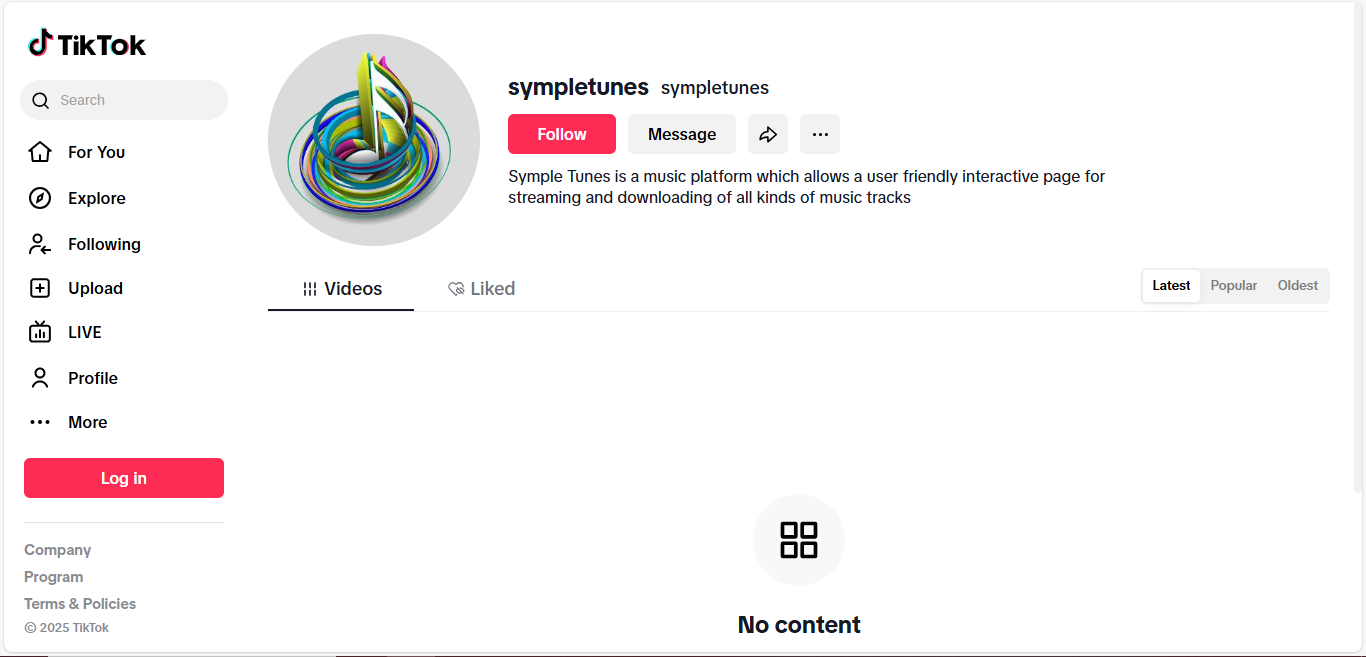 TikTok
Search
For You
Explore
Following
Upload
LIVE
Profile
More
Log in
Company
Program
Terms & Policies
© 2025 TikTok
sympletunes sympletunes
Follow Message
Symple Tunes is a music platform which allows a user friendly interactive page for
streaming and downloading of all kinds of music tracks
Videos Liked
Latest Popular Oldest
No content